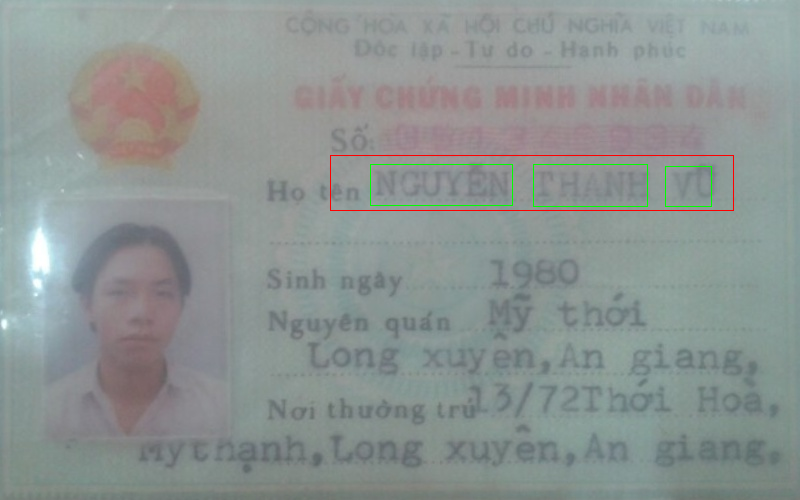 CỘNG HÒA XÃ HỘI CHỦ NGHĨA VIỆT NAM
Độc lập - Tự do - Hạnh phúc
GIẤY CHỨNG MINH NHÂN DÂN
Số:
Họ tên NGUYỄN THANH VŨ
Sinh ngày 1980
Nguyên quán Mỹ thới
Long xuyên, An giang,
Nơi thường trú 13/72Thới Hoà,
Mỹthạnh, Long xuyên, An giang.